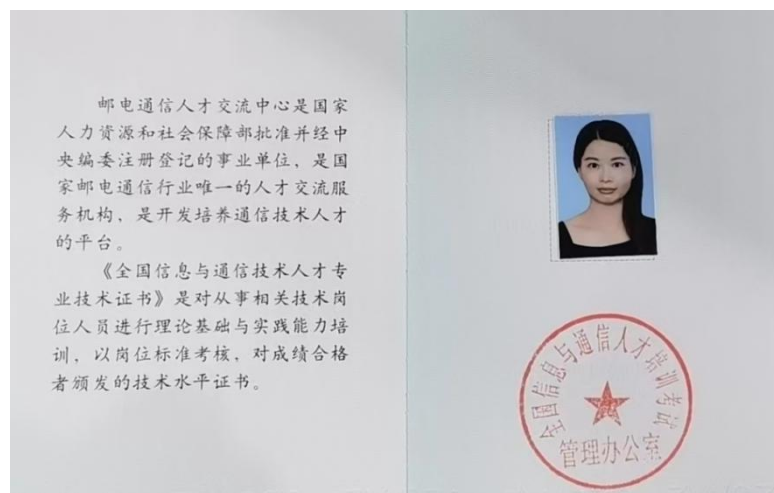 邮电通信人才交流中心是国家
人力资源和社会保障部批准并经中
央编委注册登记的事业单位，是国
家邮电通信行业唯一的人才交流服
务机构，是开发培养通信技术人才
的平台。
《全国信息与通信技术人才专
业技术证书》是对从事相关技术岗
位人员进行理论基础与实践能力培
训，以岗位标准考核，对成绩合格
者颁发的技术水平证书。
全国信息与通信人才培训考试
管理办公室